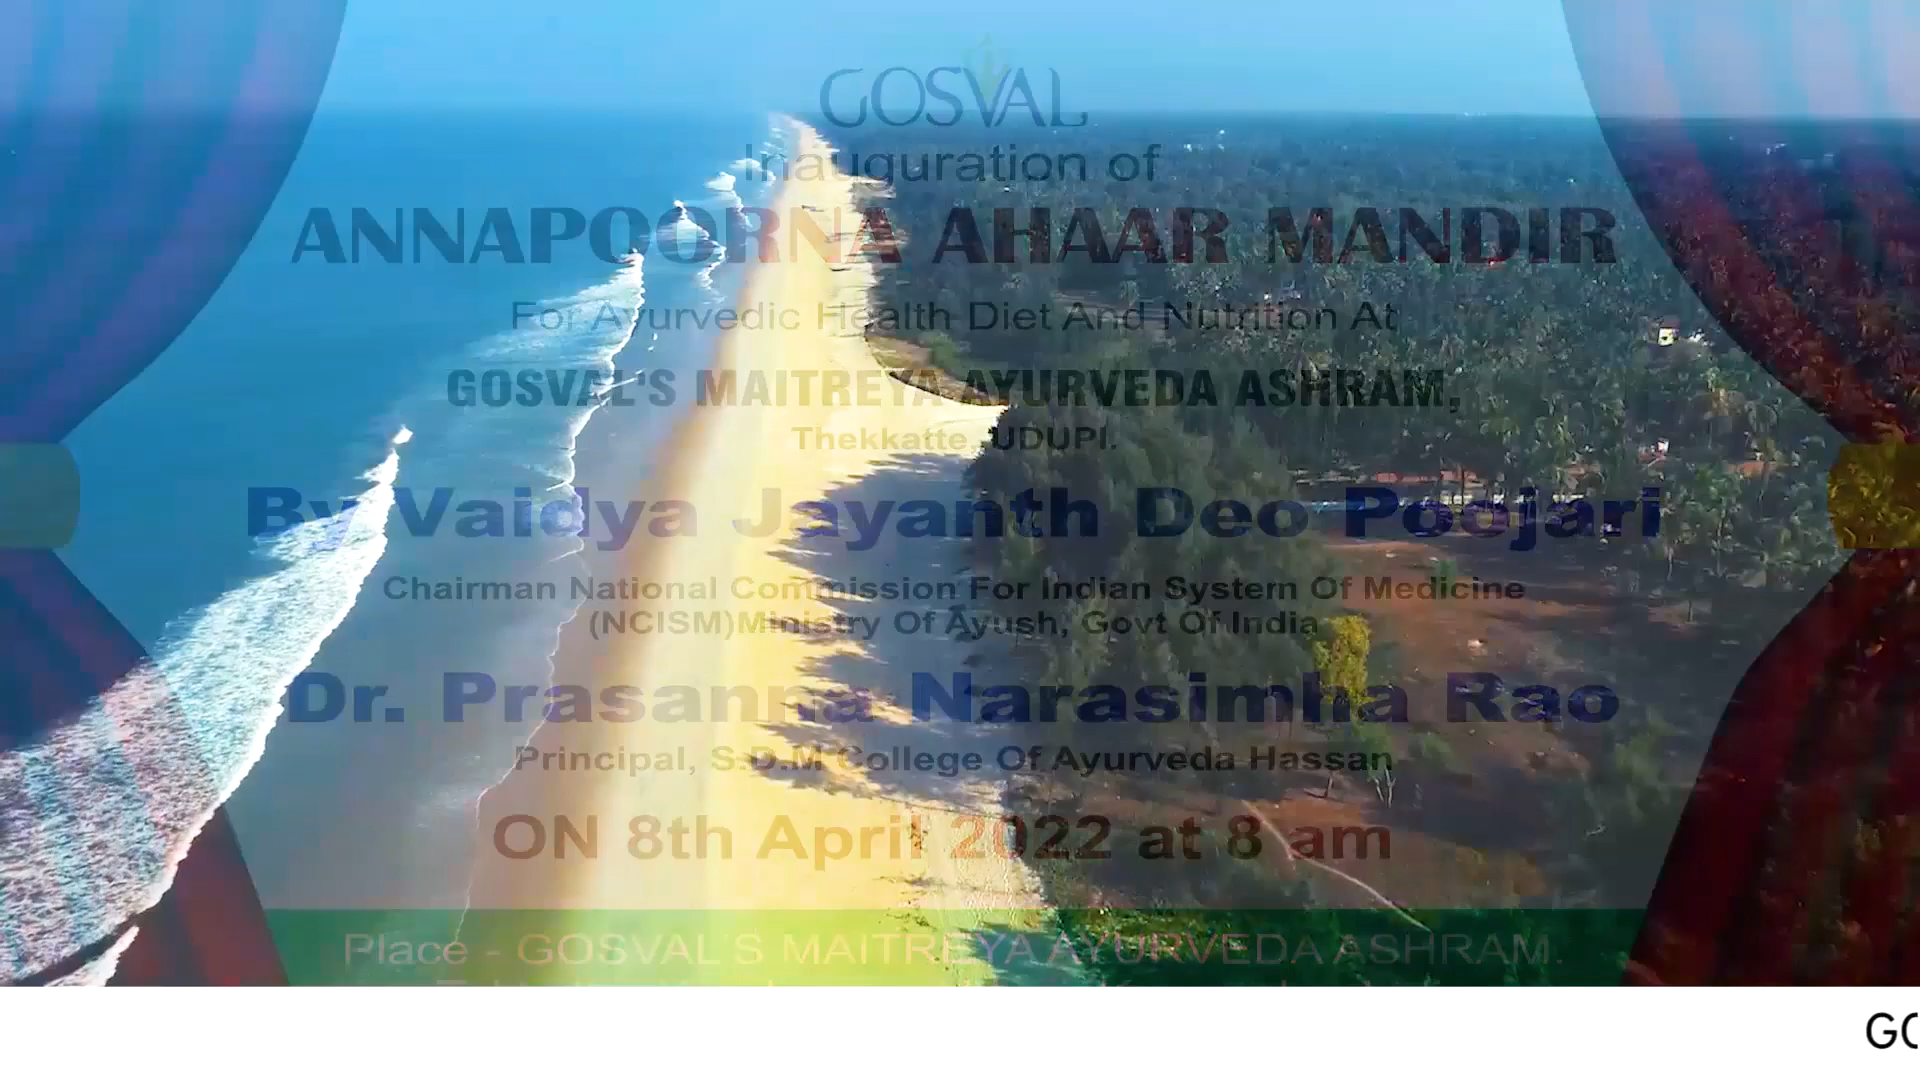 GOSVAL
Inauguration of
ANNAPOORNA AHAAR MANDIR
For Ayurvedic Health Diet And Nutrition At
GOSVAL'S MAITREYA AYURVEDA ASHRAM,
Thekkatte, UDUPI.
By Vaidya Jayanth Deo Poojari
Chairman National Commission For Indian System Of Medicine
(NCISM)Ministry Of Ayush, Govt Of India
Dr. Prasanna Narasimha Rao
Principal, S.D.M College Of Ayurveda Hassan
ON 8th April 2022 at 8 am
Place - GOSVAL'S MAITREYA AYURVEDA ASHRAM.